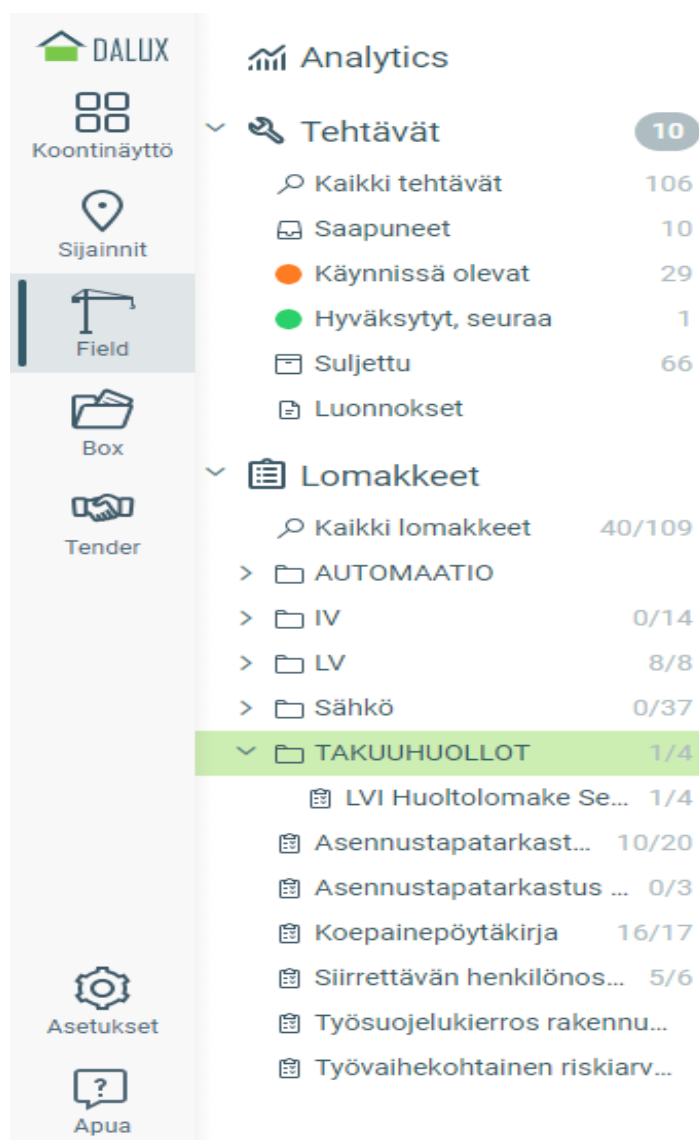 DALUX
Koontinäyttö
Sijainnit
Field
Box
Tender
Asetukset
?
Apua
Analytics
Tehtävät 10
Kaikki tehtävät 106
Saapuneet 10
Käynnissä olevat 29
Hyväksytyt, seuraa 1
Suljettu 66
Luonnokset
Lomakkeet
Kaikki lomakkeet 40/109
AUTOMAATIO
IV 0/14
LV 8/8
Sähkö 0/37
TAKUUHUOLLOT 1/4
LVI Huoltolomake Se... 1/4
Asennustapatarkast... 10/20
Asennustapatarkastus ... 0/3
Koepainepöytäkirja 16/17
Siirrettävän henkilönos... 5/6
Työsuojelukierros rakennu...
Työvaihekohtainen riskiarv...